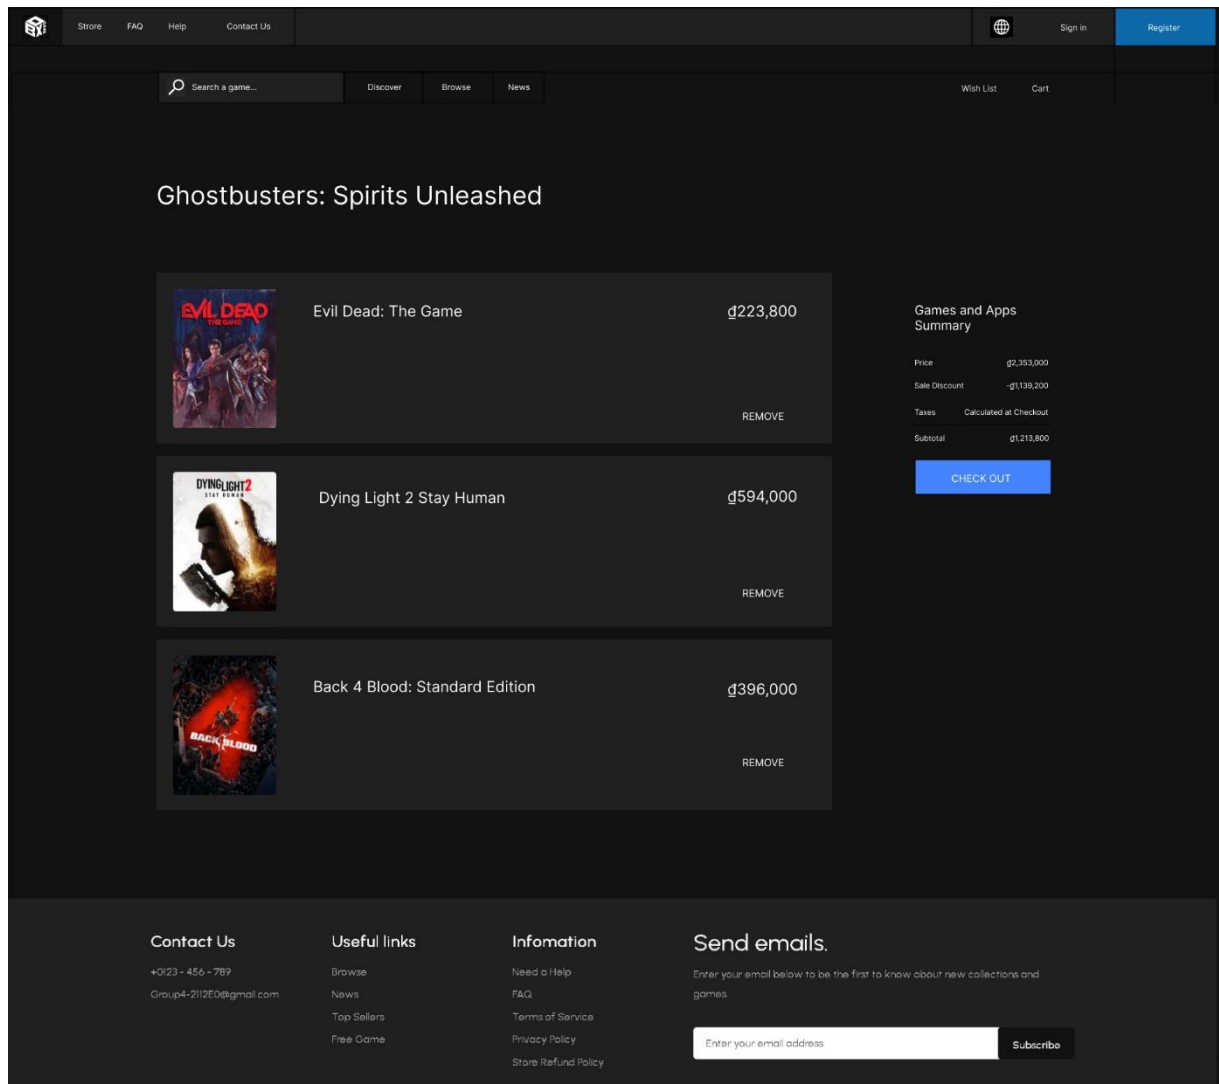 Strore FAQ Help Contact Us Sign in Register
Search a game... Discover Browse News Wish List Cart
Ghostbusters: Spirits Unleashed
EVIL DEAD
THE GAME
Evil Dead: The Game
₫223,800
REMOVE
DYING LIGHT 2
STAY HUMAN
Dying Light 2 Stay Human
₫594,000
REMOVE
4
BACK BLOOD
Back 4 Blood: Standard Edition
₫396,000
REMOVE
Games and Apps
Summary
Price ₫2,353,000
Sale Discount -₫1,139,200
Taxes Calculated at Checkout
Subtotal ₫1,213,800
CHECK OUT
Contact Us
+0123 - 456 - 789
Group4-2112E0@gmail.com
Useful links
Browse
News
Top Sellers
Free Game
Infomation
Need a Help
FAQ
Terms of Service
Privacy Policy
Store Refund Policy
Send emails.
Enter your email below to be the first to know about new collections and
games
Enter your email address
Subscribe